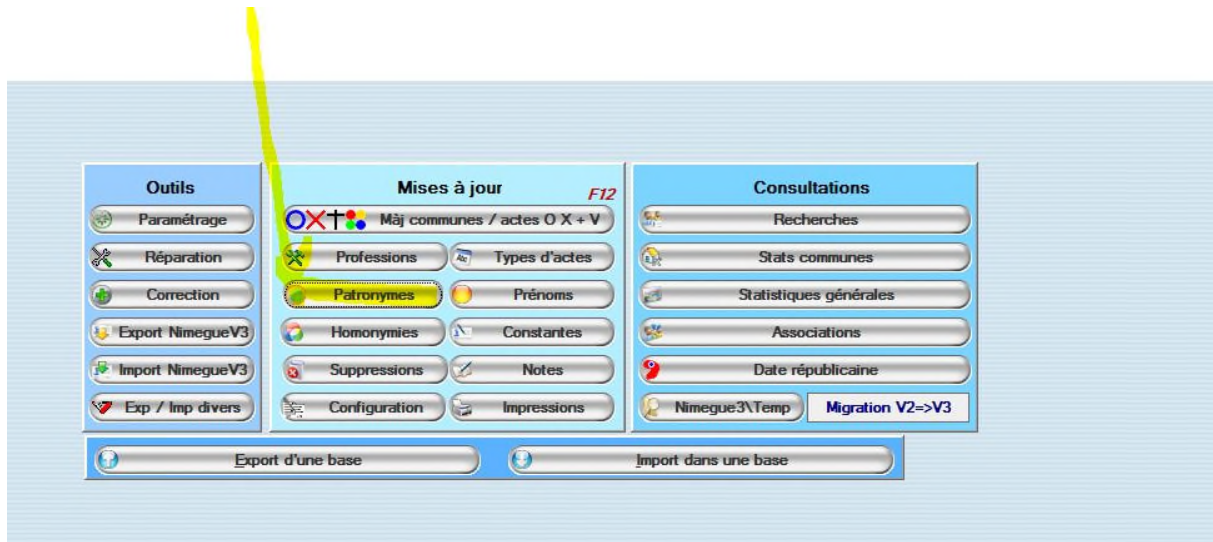 Outils
Paramétrage
Réparation
Correction
Export NimegueV3
Import NimegueV3
Exp / Imp divers
Mises à jour F12
Màj communes / actes O X + V
Professions Types d'actes
Patronymes Prénoms
Homonymies Constantes
Suppressions Notes
Configuration Impressions
Consultations
Recherches
Stats communes
Statistiques générales
Associations
Date républicaine
Nimegue3\Temp Migration V2=>V3
Export d'une base Import dans une base